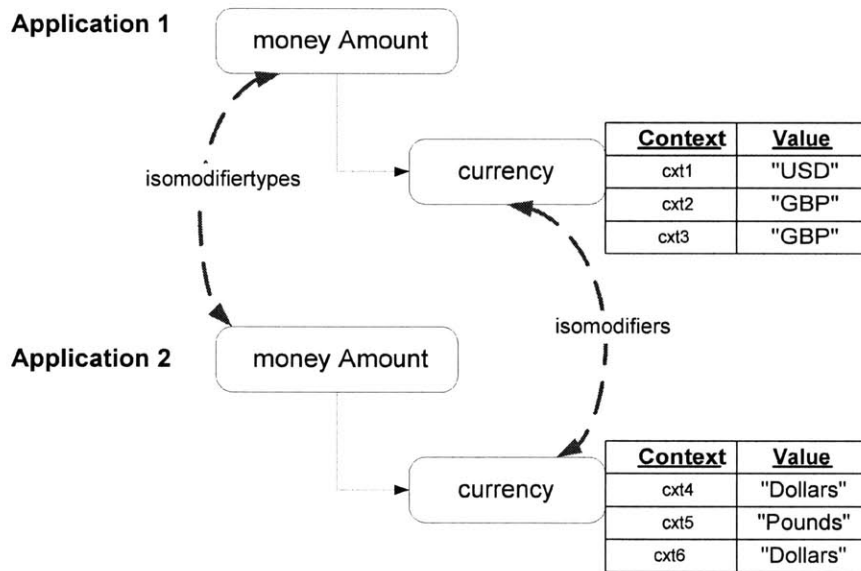 Application 1
money Amount
isomodifiertypes
currency
Context Value
cxt1 "USD"
cxt2 "GBP"
cxt3 "GBP"
isomodifiers
Application 2
money Amount
currency
Context Value
cxt4 "Dollars"
cxt5 "Pounds"
cxt6 "Dollars"